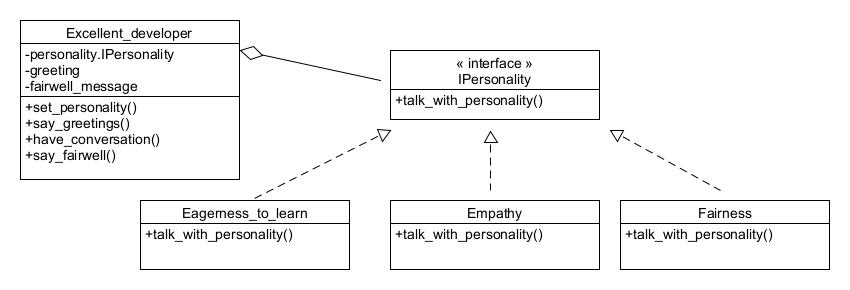 Excellent_developer
-personality.IPersonality
-greeting
-fairwell_message
+set_personality()
+say_greetings()
+have_conversation()
+say_fairwell()
« interface »
IPersonality
+talk_with_personality()
Eagerness_to_learn
+talk_with_personality()
Empathy
+talk_with_personality()
Fairness
+talk_with_personality()